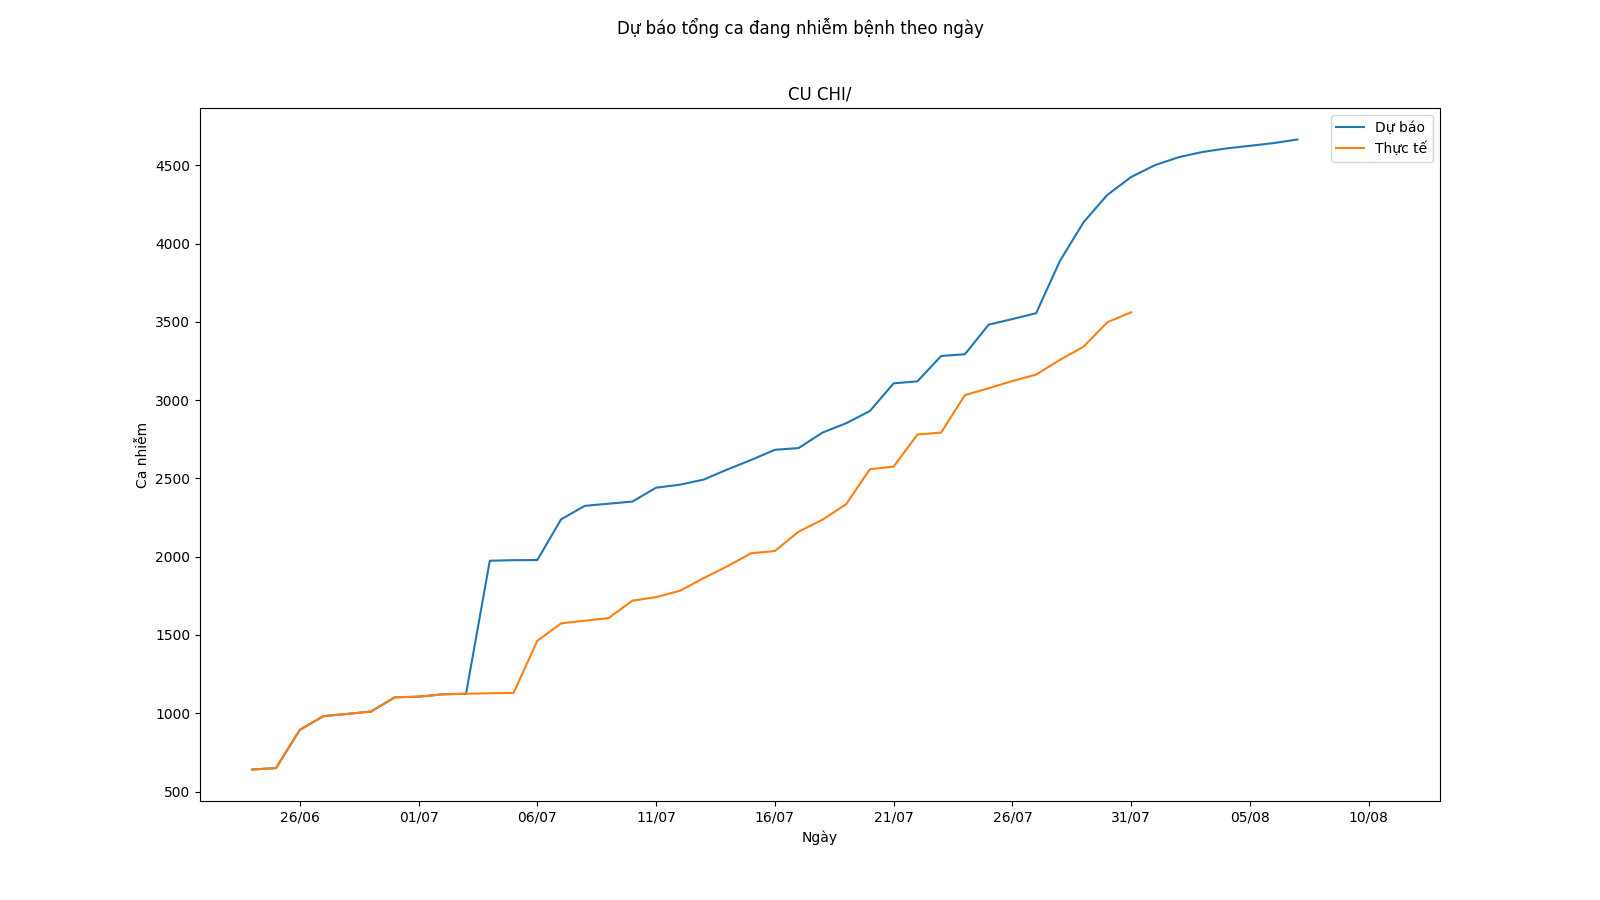 Dự báo tổng ca đang nhiễm bệnh theo ngày
CU CHI/
Dự báo
Thực tế
4500
4000
3500
3000
2500
2000
1500
1000
500
Ca nhiễm
26/06 01/07 06/07 11/07 16/07 21/07 26/07 31/07 05/08 10/08
Ngày